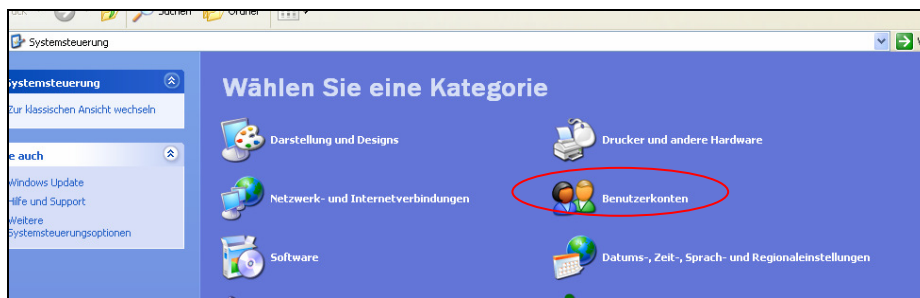 Suchen Ordner
Systemsteuerung
Systemsteuerung
Zur klassischen Ansicht wechseln
e auch
Windows Update
Hilfe und Support
Weitere
Systemsteuerungsoptionen
Wählen Sie eine Kategorie
Darstellung und Designs
Drucker und andere Hardware
Netzwerk- und Internetverbindungen
Benutzerkonten
Software
Datums-, Zeit-, Sprach- und Regionaleinstellungen